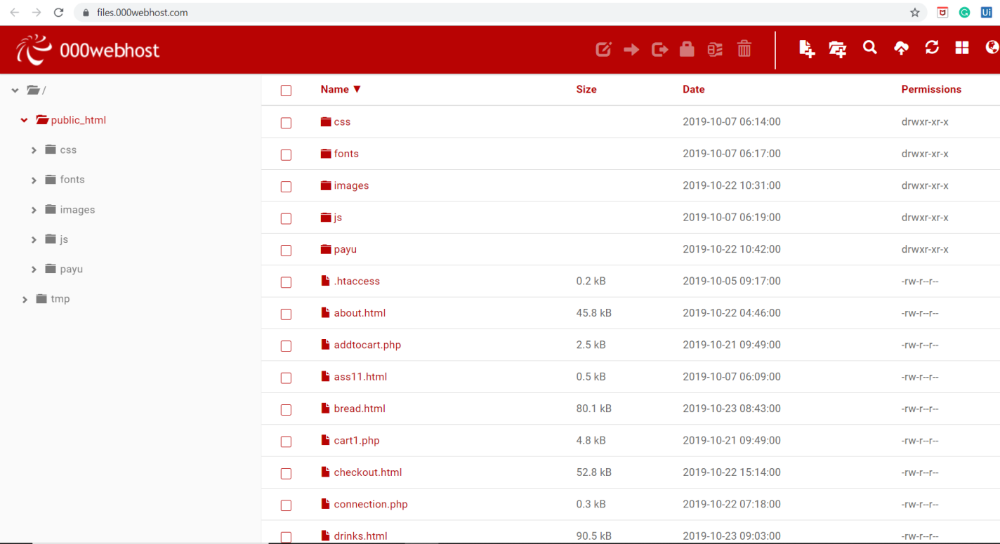 files.000webhost.com
Ui
000webhost
/
public_html
css
fonts
images
js
payu
tmp
Name ▼ Size Date Permissions
css 2019-10-07 06:14:00 drwxr-xr-x
fonts 2019-10-07 06:17:00 drwxr-xr-x
images 2019-10-22 10:31:00 drwxr-xr-x
js 2019-10-07 06:19:00 drwxr-xr-x
payu 2019-10-22 10:42:00 drwxr-xr-x
.htaccess 0.2 kB 2019-10-05 09:17:00 -rw-r--r--
about.html 45.8 kB 2019-10-22 04:46:00 -rw-r--r--
addtocart.php 2.5 kB 2019-10-21 09:49:00 -rw-r--r--
ass11.html 0.5 kB 2019-10-07 06:09:00 -rw-r--r--
bread.html 80.1 kB 2019-10-23 08:43:00 -rw-r--r--
cart1.php 4.8 kB 2019-10-21 09:49:00 -rw-r--r--
checkout.html 52.8 kB 2019-10-22 15:14:00 -rw-r--r--
connection.php 0.3 kB 2019-10-22 07:18:00 -rw-r--r--
drinks.html 90.5 kB 2019-10-23 09:03:00 -rw-r--r--